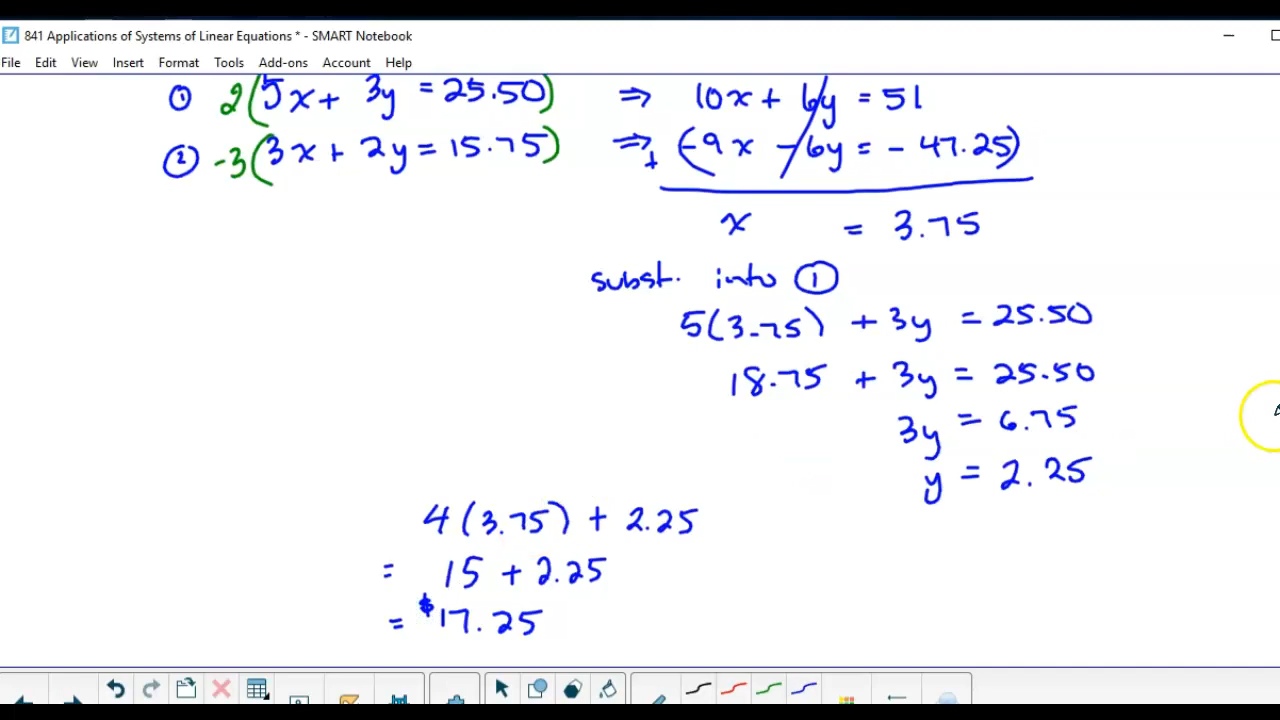 841 Applications of Systems of Linear Equations * - SMART Notebook
File Edit View Insert Format Tools Add-ons Account Help
① 2(5x + 3y = 25.50) ⇒ 10x + 6y = 51
② -3(3x + 2y = 15.75) ⇒ + (-9x - 6y = - 47.25)
x = 3.75
subst. into ①
5(3.75) + 3y = 25.50
18.75 + 3y = 25.50
3y = 6.75
y = 2.25
4(3.75) + 2.25
= 15 + 2.25
= $17.25